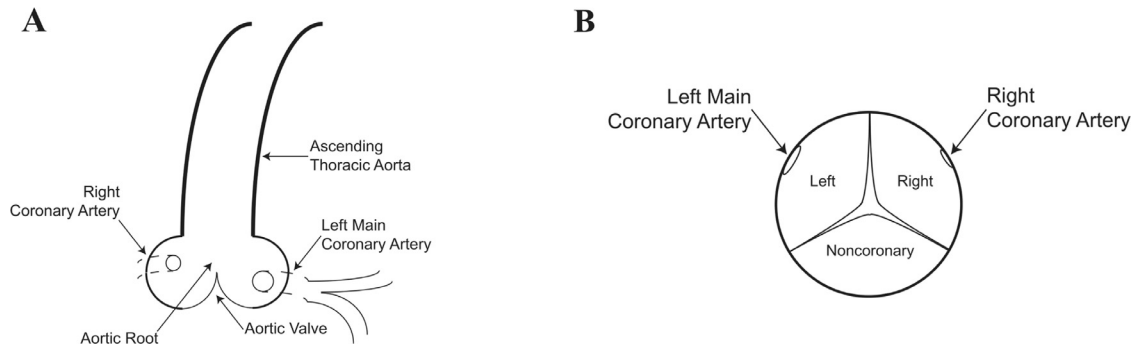 A
Ascending
Thoracic Aorta
Right
Coronary Artery
Left Main
Coronary Artery
Aortic Valve
Aortic Root
B
Left Main
Coronary Artery
Right
Coronary Artery
Left
Right
Noncoronary